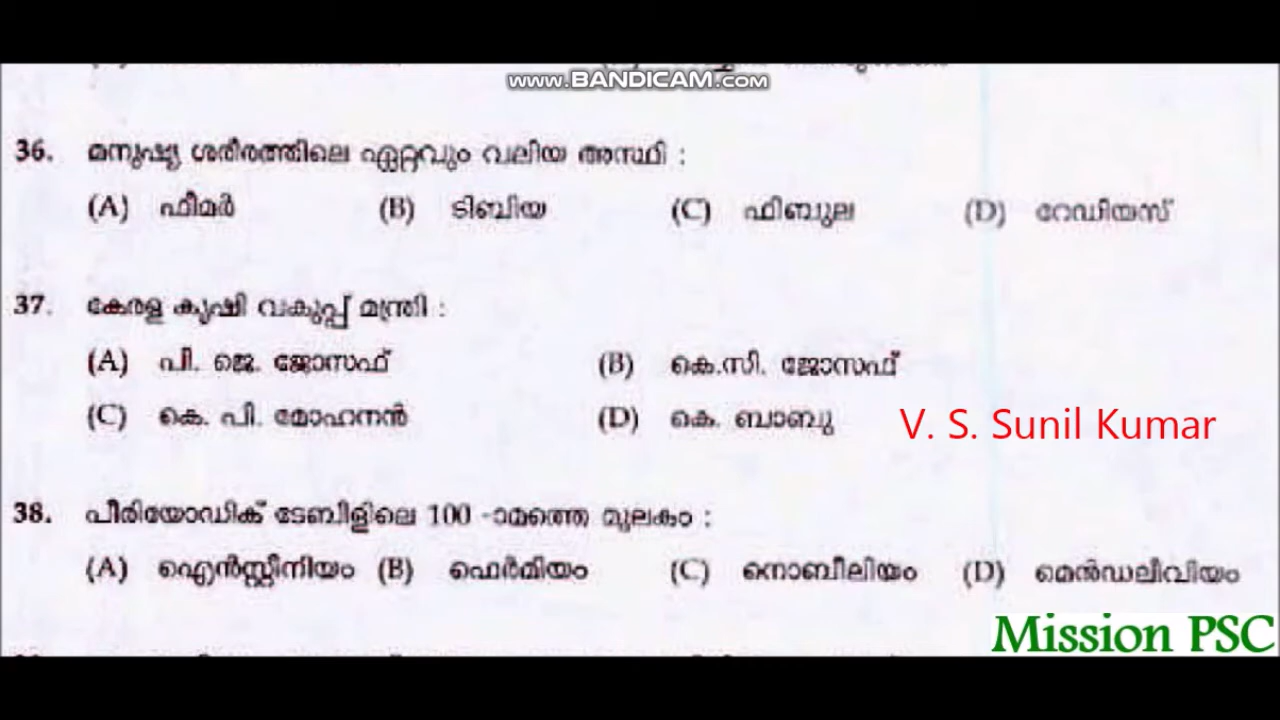 www.BANDICAM.com
36. മനുഷ്യ ശരീരത്തിലെ ഏറ്റവും വലിയ അസ്ഥി :
(A) ഫീമർ (B) ടിബിയ (C) ഫിബുല (D) റേഡിയസ്
37. കേരള കൃഷി വകുപ്പ് മന്ത്രി :
(A) പി. ജെ. ജോസഫ് (B) കെ.സി. ജോസഫ്
(C) കെ. പി. മോഹനൻ (D) കെ. ബാബു V. S. Sunil Kumar
38. പീരിയോഡിക് ടേബിളിലെ 100 -ാമത്തെ മൂലകം :
(A) ഐൻസ്റ്റീനിയം (B) ഫെർമിയം (C) നൊബീലിയം (D) മെൻഡലീവിയം
Mission PSC